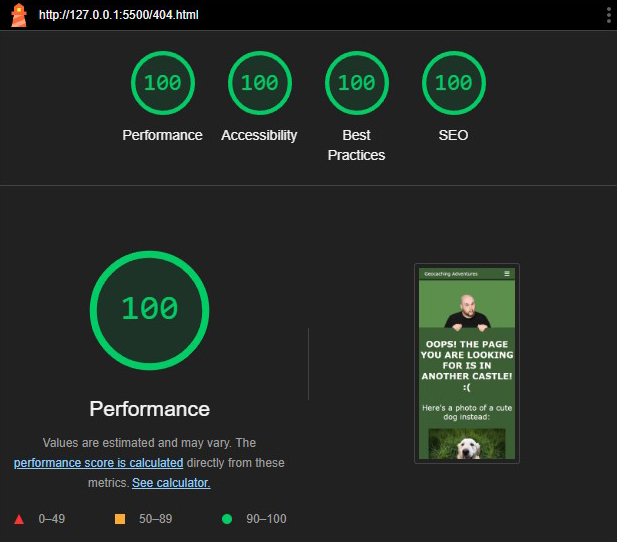 http://127.0.0.1:5500/404.html
100 100 100 100
Performance Accessibility Best Practices SEO
100
Geocaching Adventures
OOPS! THE PAGE
YOU ARE LOOKING
FOR IS IN
ANOTHER CASTLE!
:(
Here's a photo of a cute
dog instead:
Performance
Values are estimated and may vary. The
performance score is calculated directly from these
metrics. See calculator.
0–49 50–89 90–100